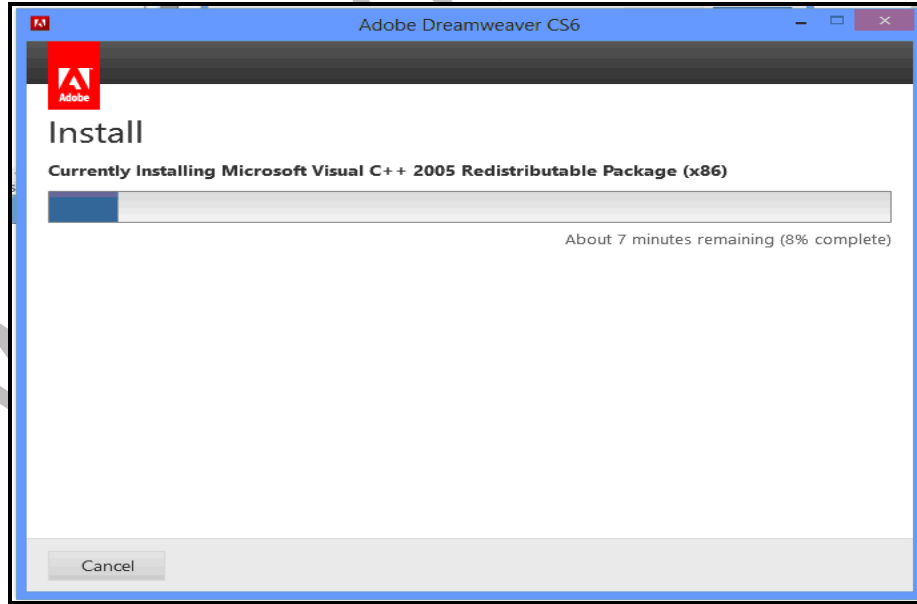 Adobe Dreamweaver CS6
Adobe
Install
Currently Installing Microsoft Visual C++ 2005 Redistributable Package (x86)
About 7 minutes remaining (8% complete)
Cancel